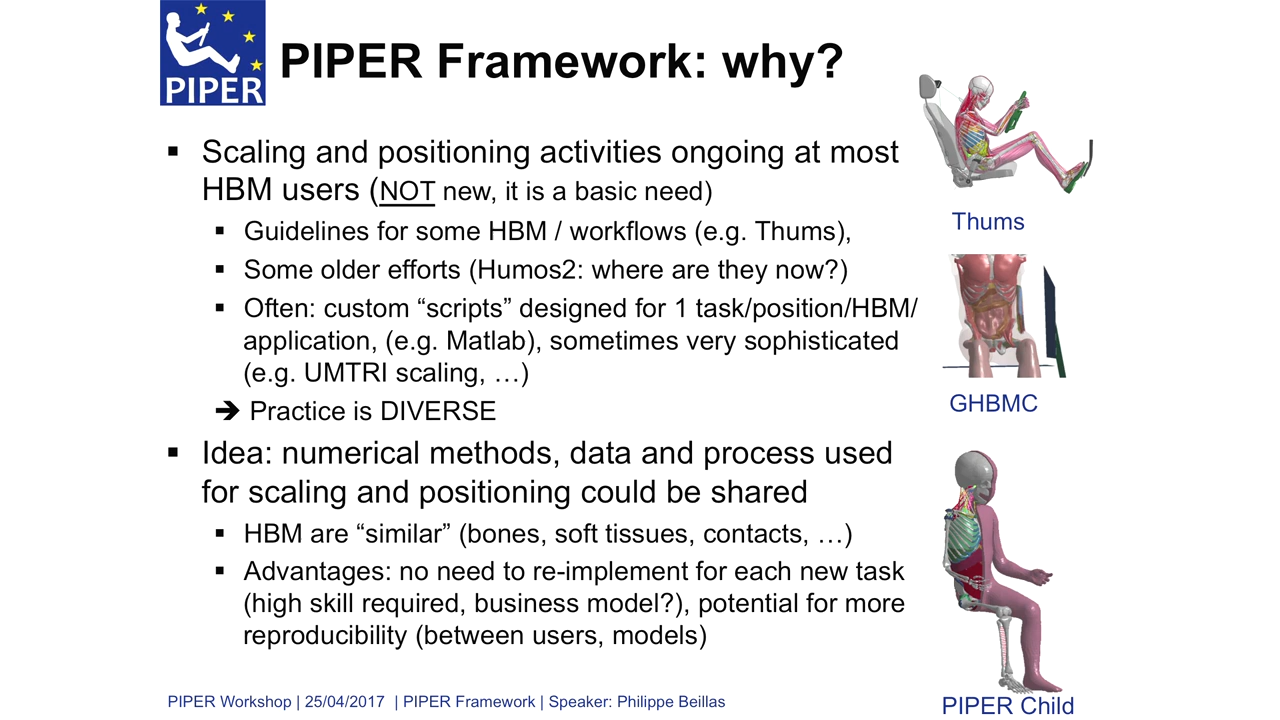 PIPER
PIPER Framework: why?
▪ Scaling and positioning activities ongoing at most
HBM users (NOT new, it is a basic need)
▪ Guidelines for some HBM / workflows (e.g. Thums),
▪ Some older efforts (Humos2: where are they now?)
▪ Often: custom “scripts” designed for 1 task/position/HBM/
application, (e.g. Matlab), sometimes very sophisticated
(e.g. UMTRI scaling, …)
➔ Practice is DIVERSE
▪ Idea: numerical methods, data and process used
for scaling and positioning could be shared
▪ HBM are “similar” (bones, soft tissues, contacts, …)
▪ Advantages: no need to re-implement for each new task
(high skill required, business model?), potential for more
reproducibility (between users, models)
Thums
GHBMC
PIPER Child
PIPER Workshop | 25/04/2017 | PIPER Framework | Speaker: Philippe Beillas